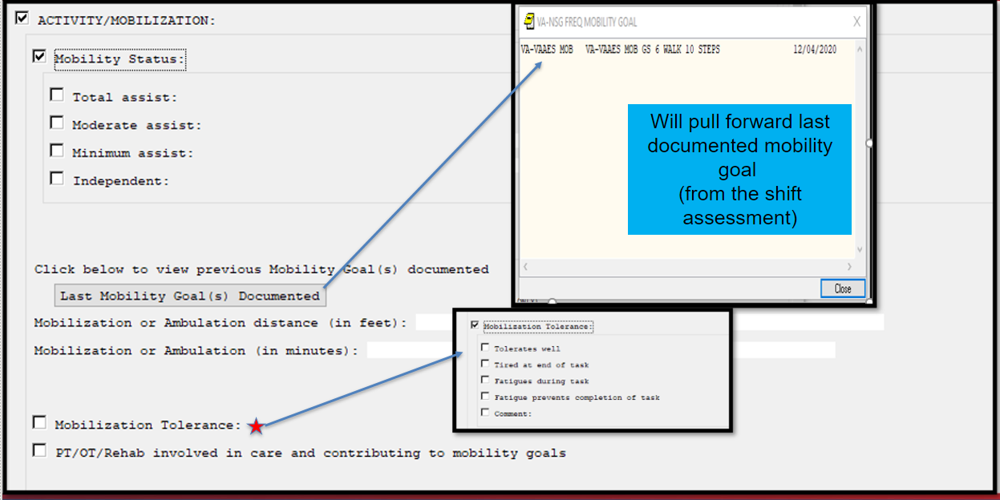 ACTIVITY/MOBILIZATION:
Mobility Status:
Total assist:
Moderate assist:
Minimum assist:
Independent:
Click below to view previous Mobility Goal(s) documented
Last Mobility Goal(s) Documented
Mobilization or Ambulation distance (in feet):
Mobilization or Ambulation (in minutes):
Mobilization Tolerance:
PT/OT/Rehab involved in care and contributing to mobility goals
VA-NSG FREQ MOBILITY GOAL
VA-VAAES MOB VA-VAAES MOB GS 6 WALK 10 STEPS 12/04/2020
Will pull forward last
documented mobility
goal
(from the shift
assessment)
Close
Mobilization Tolerance:
Tolerates well
Tired at end of task
Fatigues during task
Fatigue prevents completion of task
Comment: